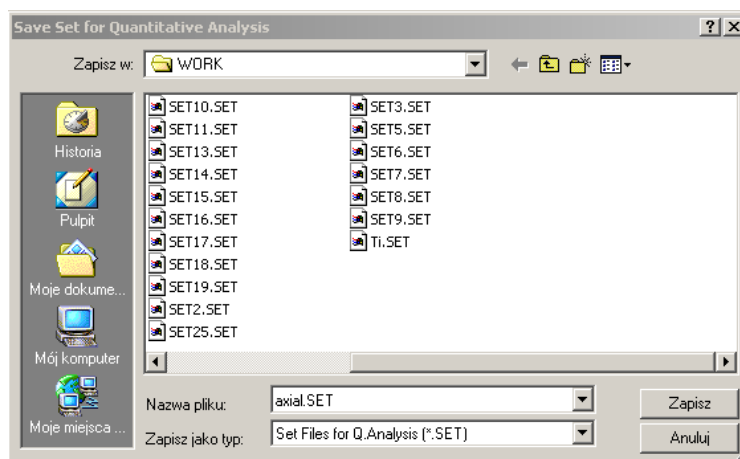 Save Set for Quantitative Analysis
Zapisz w: WORK
Historia
Pulpit
Moje dokume...
Mój komputer
Moje miejsca ...
SET10.SET
SET11.SET
SET13.SET
SET14.SET
SET15.SET
SET16.SET
SET17.SET
SET18.SET
SET19.SET
SET2.SET
SET25.SET
SET3.SET
SET5.SET
SET6.SET
SET7.SET
SET8.SET
SET9.SET
Ti.SET
Nazwa pliku: axial.SET Zapisz
Zapisz jako typ: Set Files for Q.Analysis (*.SET) Anuluj